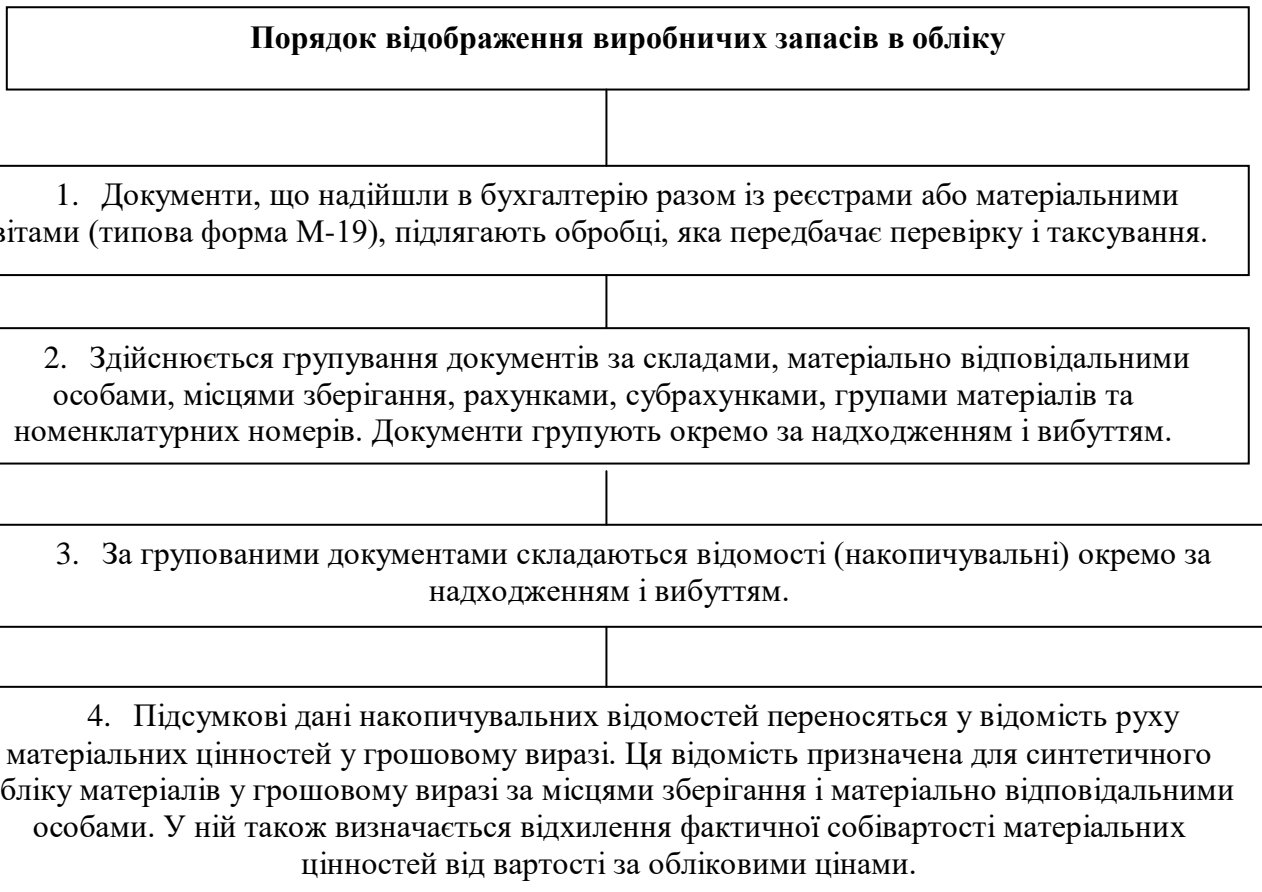 Порядок відображення виробничих запасів в обліку
1. Документи, що надійшли в бухгалтерію разом із реєстрами або матеріальними
вітами (типова форма М-19), підлягають обробці, яка передбачає перевірку і таксування.
2. Здійснюється групування документів за складами, матеріально відповідальними
особами, місцями зберігання, рахунками, субрахунками, групами матеріалів та
номенклатурних номерів. Документи групують окремо за надходженням і вибуттям.
3. За групованими документами складаються відомості (накопичувальні) окремо за
надходженням і вибуттям.
4. Підсумкові дані накопичувальних відомостей переносяться у відомість руху
матеріальних цінностей у грошовому виразі. Ця відомість призначена для синтетичного
бліку матеріалів у грошовому виразі за місцями зберігання і матеріально відповідальними
особами. У ній також визначається відхилення фактичної собівартості матеріальних
цінностей від вартості за обліковими цінами.